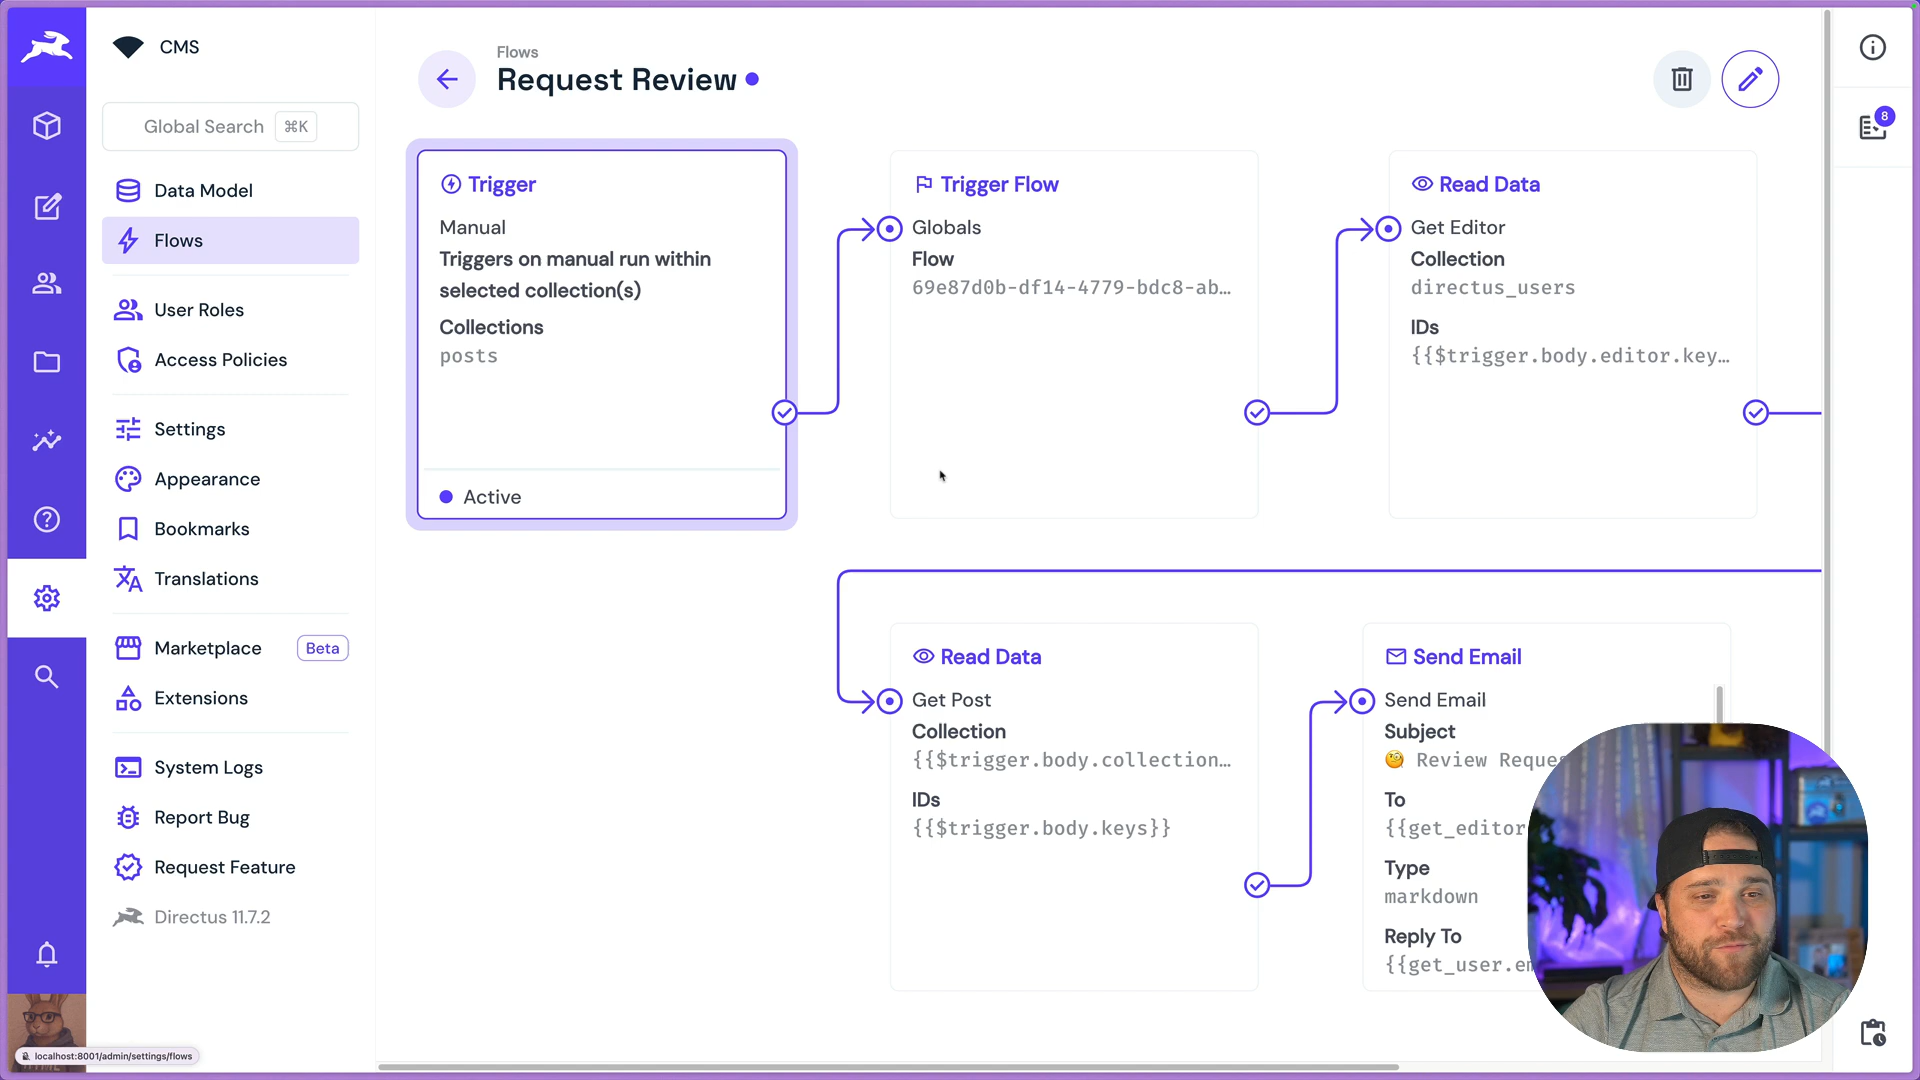 CMS
Global Search ⌘K
Data Model
Flows
User Roles
Access Policies
Settings
Appearance
Bookmarks
Translations
Marketplace Beta
Extensions
System Logs
Report Bug
Request Feature
Directus 11.7.2
localhost:8001/admin/settings/flows
Flows
Request Review
8
Trigger
Manual
Triggers on manual run within
selected collection(s)
Collections
posts
Active
Trigger Flow
Globals
Flow
69e87d0b-df14-4779-bdc8-ab…
Read Data
Get Editor
Collection
directus_users
IDs
{{$trigger.body.editor.key…
Read Data
Get Post
Collection
{{$trigger.body.collection…
IDs
{{$trigger.body.keys}}
Send Email
Send Email
Subject
🧐 Review Reques
To
{{get_editor
Type
markdown
Reply To
{{get_user.em